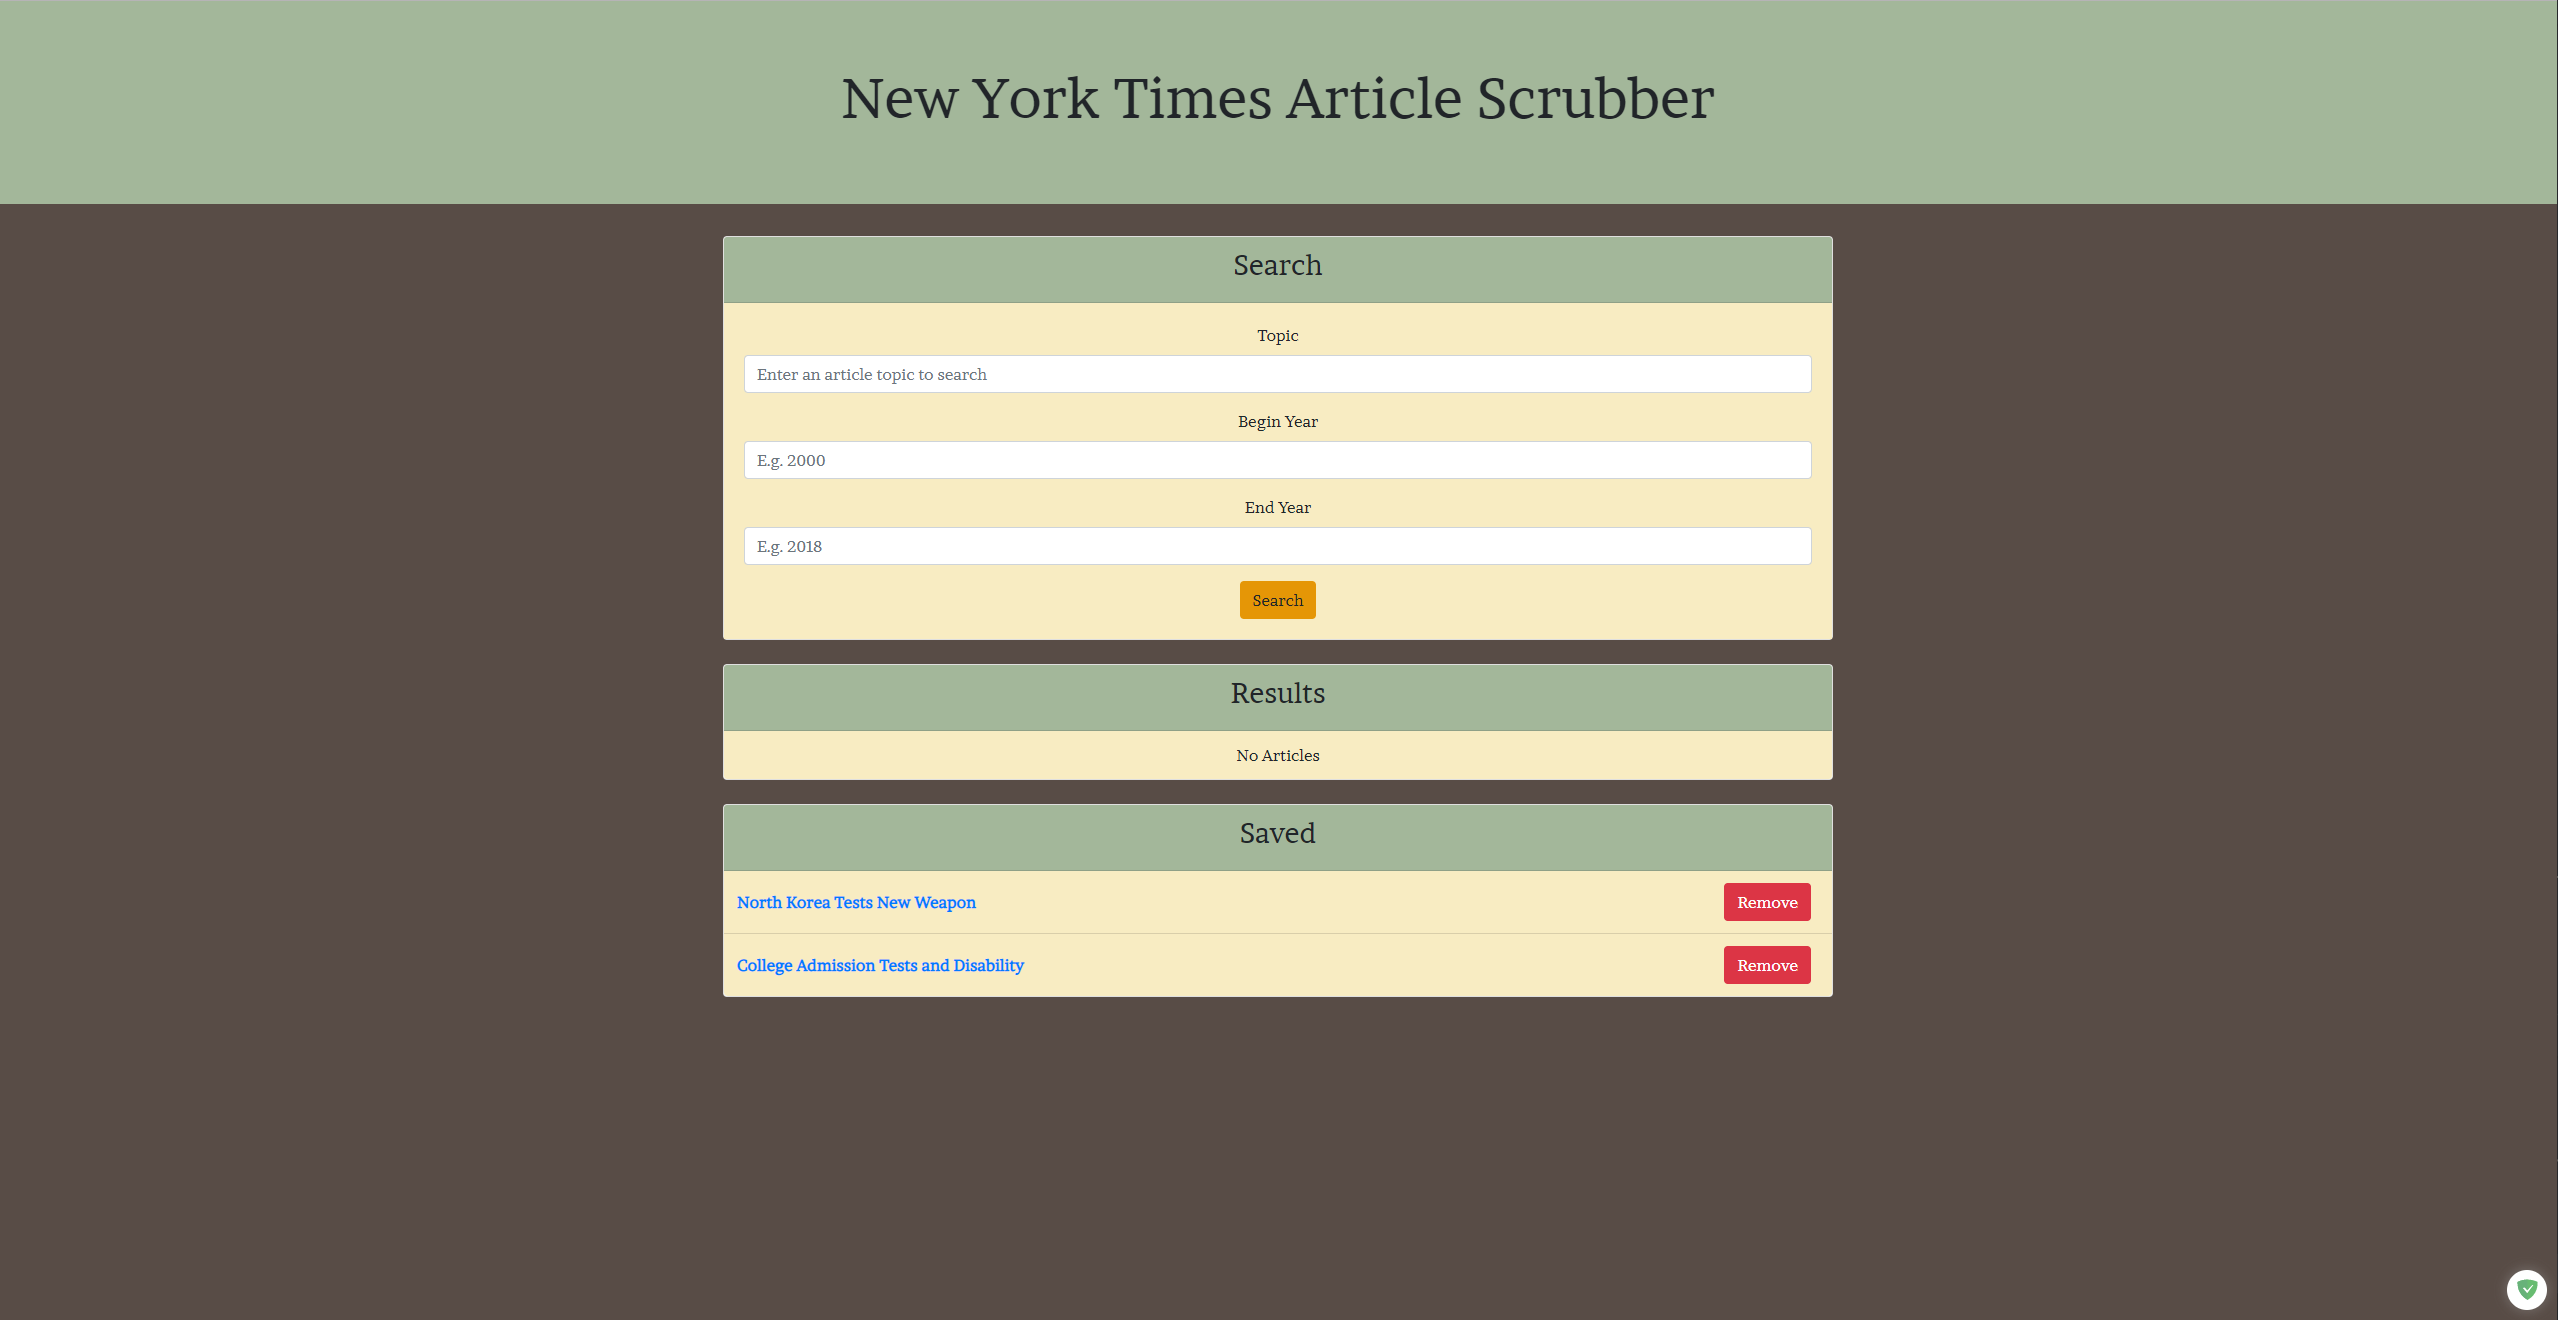 New York Times Article Scrubber
Search
Topic
Enter an article topic to search
Begin Year
E.g. 2000
End Year
E.g. 2018
Search
Results
No Articles
Saved
North Korea Tests New Weapon Remove
College Admission Tests and Disability Remove